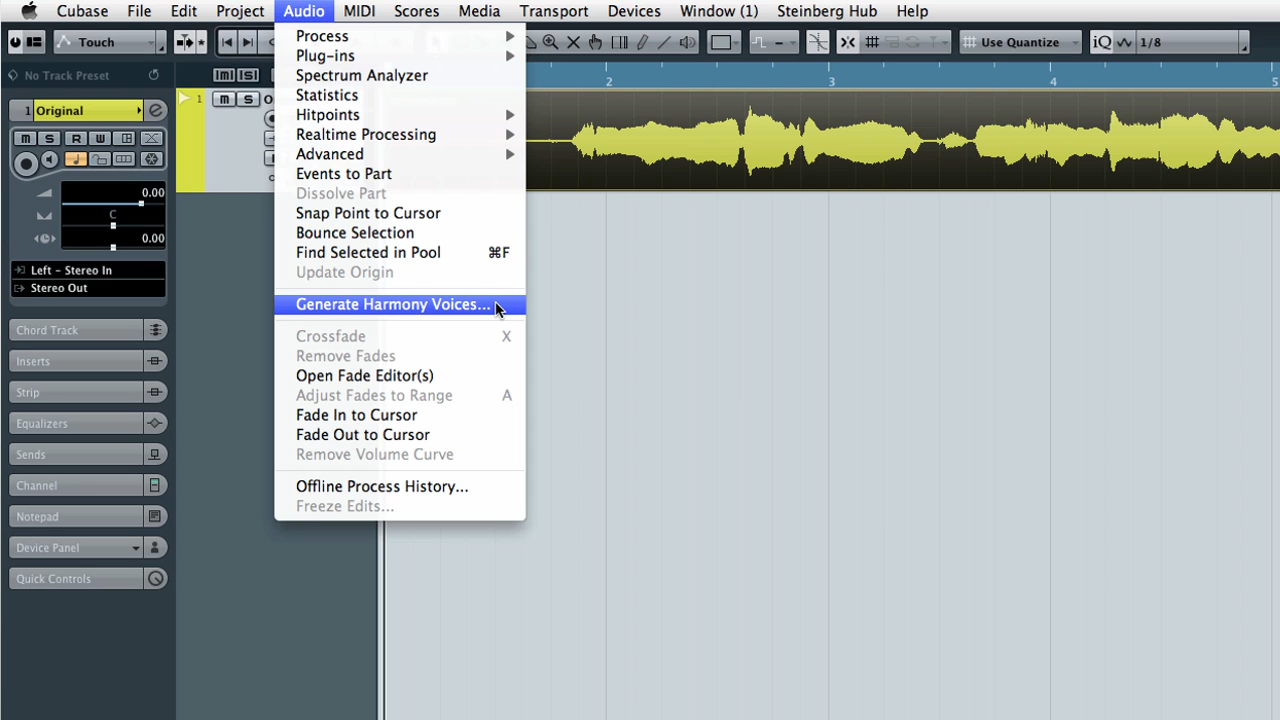 Cubase File Edit Project Audio MIDI Scores Media Transport Devices Window (1) Steinberg Hub Help
Touch
Use Quantize
iQ
1/8
No Track Preset
1 Original
M S R W
0.00
C
0.00
Left - Stereo In
Stereo Out
Chord Track
Inserts
Strip
Equalizers
Sends
Channel
Notepad
Device Panel
Quick Controls
[M] [S]
1 M S O
Process
Plug-ins
Spectrum Analyzer
Statistics
Hitpoints
Realtime Processing
Advanced
Events to Part
Dissolve Part
Snap Point to Cursor
Bounce Selection
Find Selected in Pool ⌘F
Update Origin
Generate Harmony Voices...
Crossfade X
Remove Fades
Open Fade Editor(s)
Adjust Fades to Range A
Fade In to Cursor
Fade Out to Cursor
Remove Volume Curve
Offline Process History...
Freeze Edits...
2 3 4 5